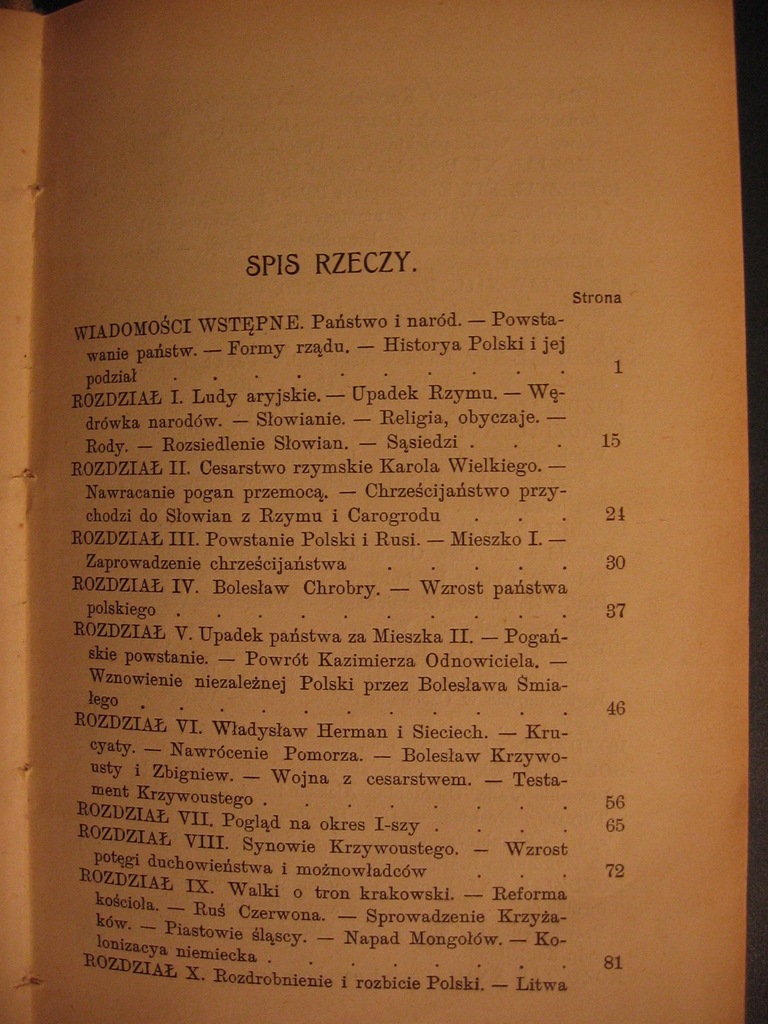 SPIS RZECZY.
Strona
WIADOMOŚCI WSTĘPNE. Państwo i naród. — Powsta-
wanie państw. — Formy rządu. — Historya Polski i jej
podział . . . . . . . . . . 1
ROZDZIAŁ I. Ludy aryjskie. — Upadek Rzymu. — Wę-
drówka narodów. — Słowianie. — Religia, obyczaje. —
Rody. — Rozsiedlenie Słowian. — Sąsiedzi . . . 15
ROZDZIAŁ II. Cesarstwo rzymskie Karola Wielkiego. —
Nawracanie pogan przemocą. — Chrześcijaństwo przy-
chodzi do Słowian z Rzymu i Carogrodu . . . 24
ROZDZIAŁ III. Powstanie Polski i Rusi. — Mieszko I. —
Zaprowadzenie chrześcijaństwa . . . . . 30
ROZDZIAŁ IV. Bolesław Chrobry. — Wzrost państwa
polskiego . . . . . . . . . . 37
ROZDZIAŁ V. Upadek państwa za Mieszka II. — Pogań-
skie powstanie. — Powrót Kazimierza Odnowiciela. —
Wznowienie niezależnej Polski przez Bolesława Śmia-
łego . . . . . . . . . . . 46
ROZDZIAŁ VI. Władysław Herman i Sieciech. — Kru-
cyaty. — Nawrócenie Pomorza. — Bolesław Krzywo-
usty i Zbigniew. — Wojna z cesarstwem. — Testa-
ment Krzywoustego . . . . . . . . 56
ROZDZIAŁ VII. Pogląd na okres I-szy . . . . 65
ROZDZIAŁ VIII. Synowie Krzywoustego. — Wzrost
potęgi duchowieństwa i możnowładców . . . 72
ROZDZIAŁ IX. Walki o tron krakowski. — Reforma
kościoła. — Ruś Czerwona. — Sprowadzenie Krzyża-
ków. — Piastowie śląscy. — Napad Mongołów. — Ko-
lonizacya niemiecka . . . . . . . . 81
ROZDZIAŁ X. Rozdrobnienie i rozbicie Polski. — Litwa